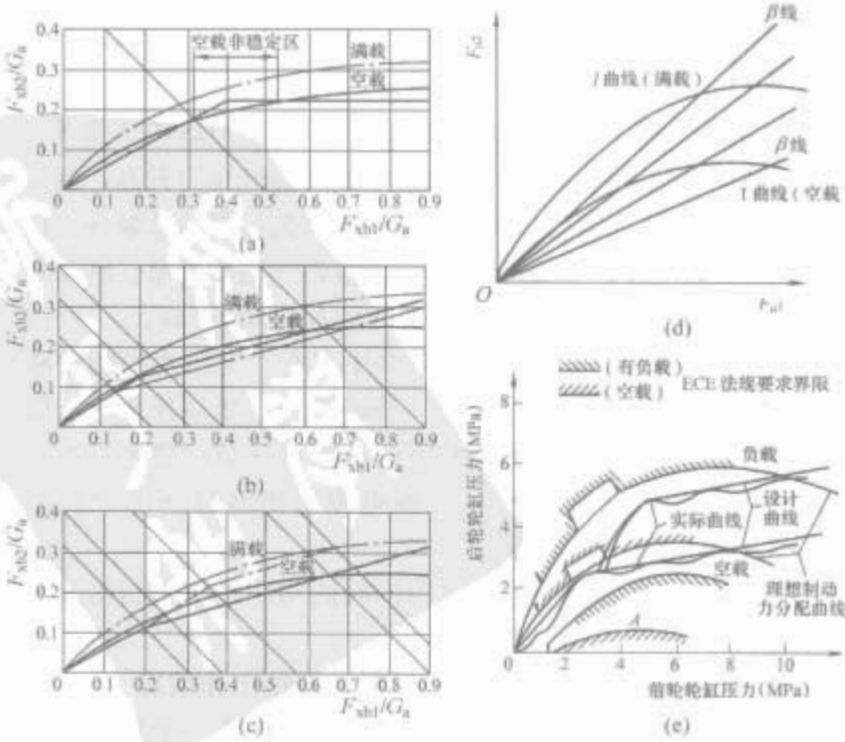 0.4
0.3
0.2
0.1
F_xb2/G_a
空载非稳定区
满载
空载
0 0.1 0.2 0.3 0.4 0.5 0.6 0.7 0.8 0.9
F_xb1/G_a
(a)
0.4
0.3
0.2
0.1
F_xb2/G_a
满载
空载
0 0.1 0.2 0.3 0.4 0.5 0.6 0.7 0.8 0.9
F_xb1/G_a
(b)
0.4
0.3
0.2
0.1
F_xb2/G_a
满载
空载
0 0.1 0.2 0.3 0.4 0.5 0.6 0.7 0.8 0.9
F_xb1/G_a
(c)
β线
I曲线(满载)
β线
I曲线(空载
O
(d)
(有负载)
(空载)
ECE 法规要求界限
后轮轮缸压力(MPa)
8
6
4
2
负载
实际曲线
设计
曲线
空载
理想制动
力分配曲线
A
0 2 4 6 8 10
前轮轮缸压力(MPa)
(e)